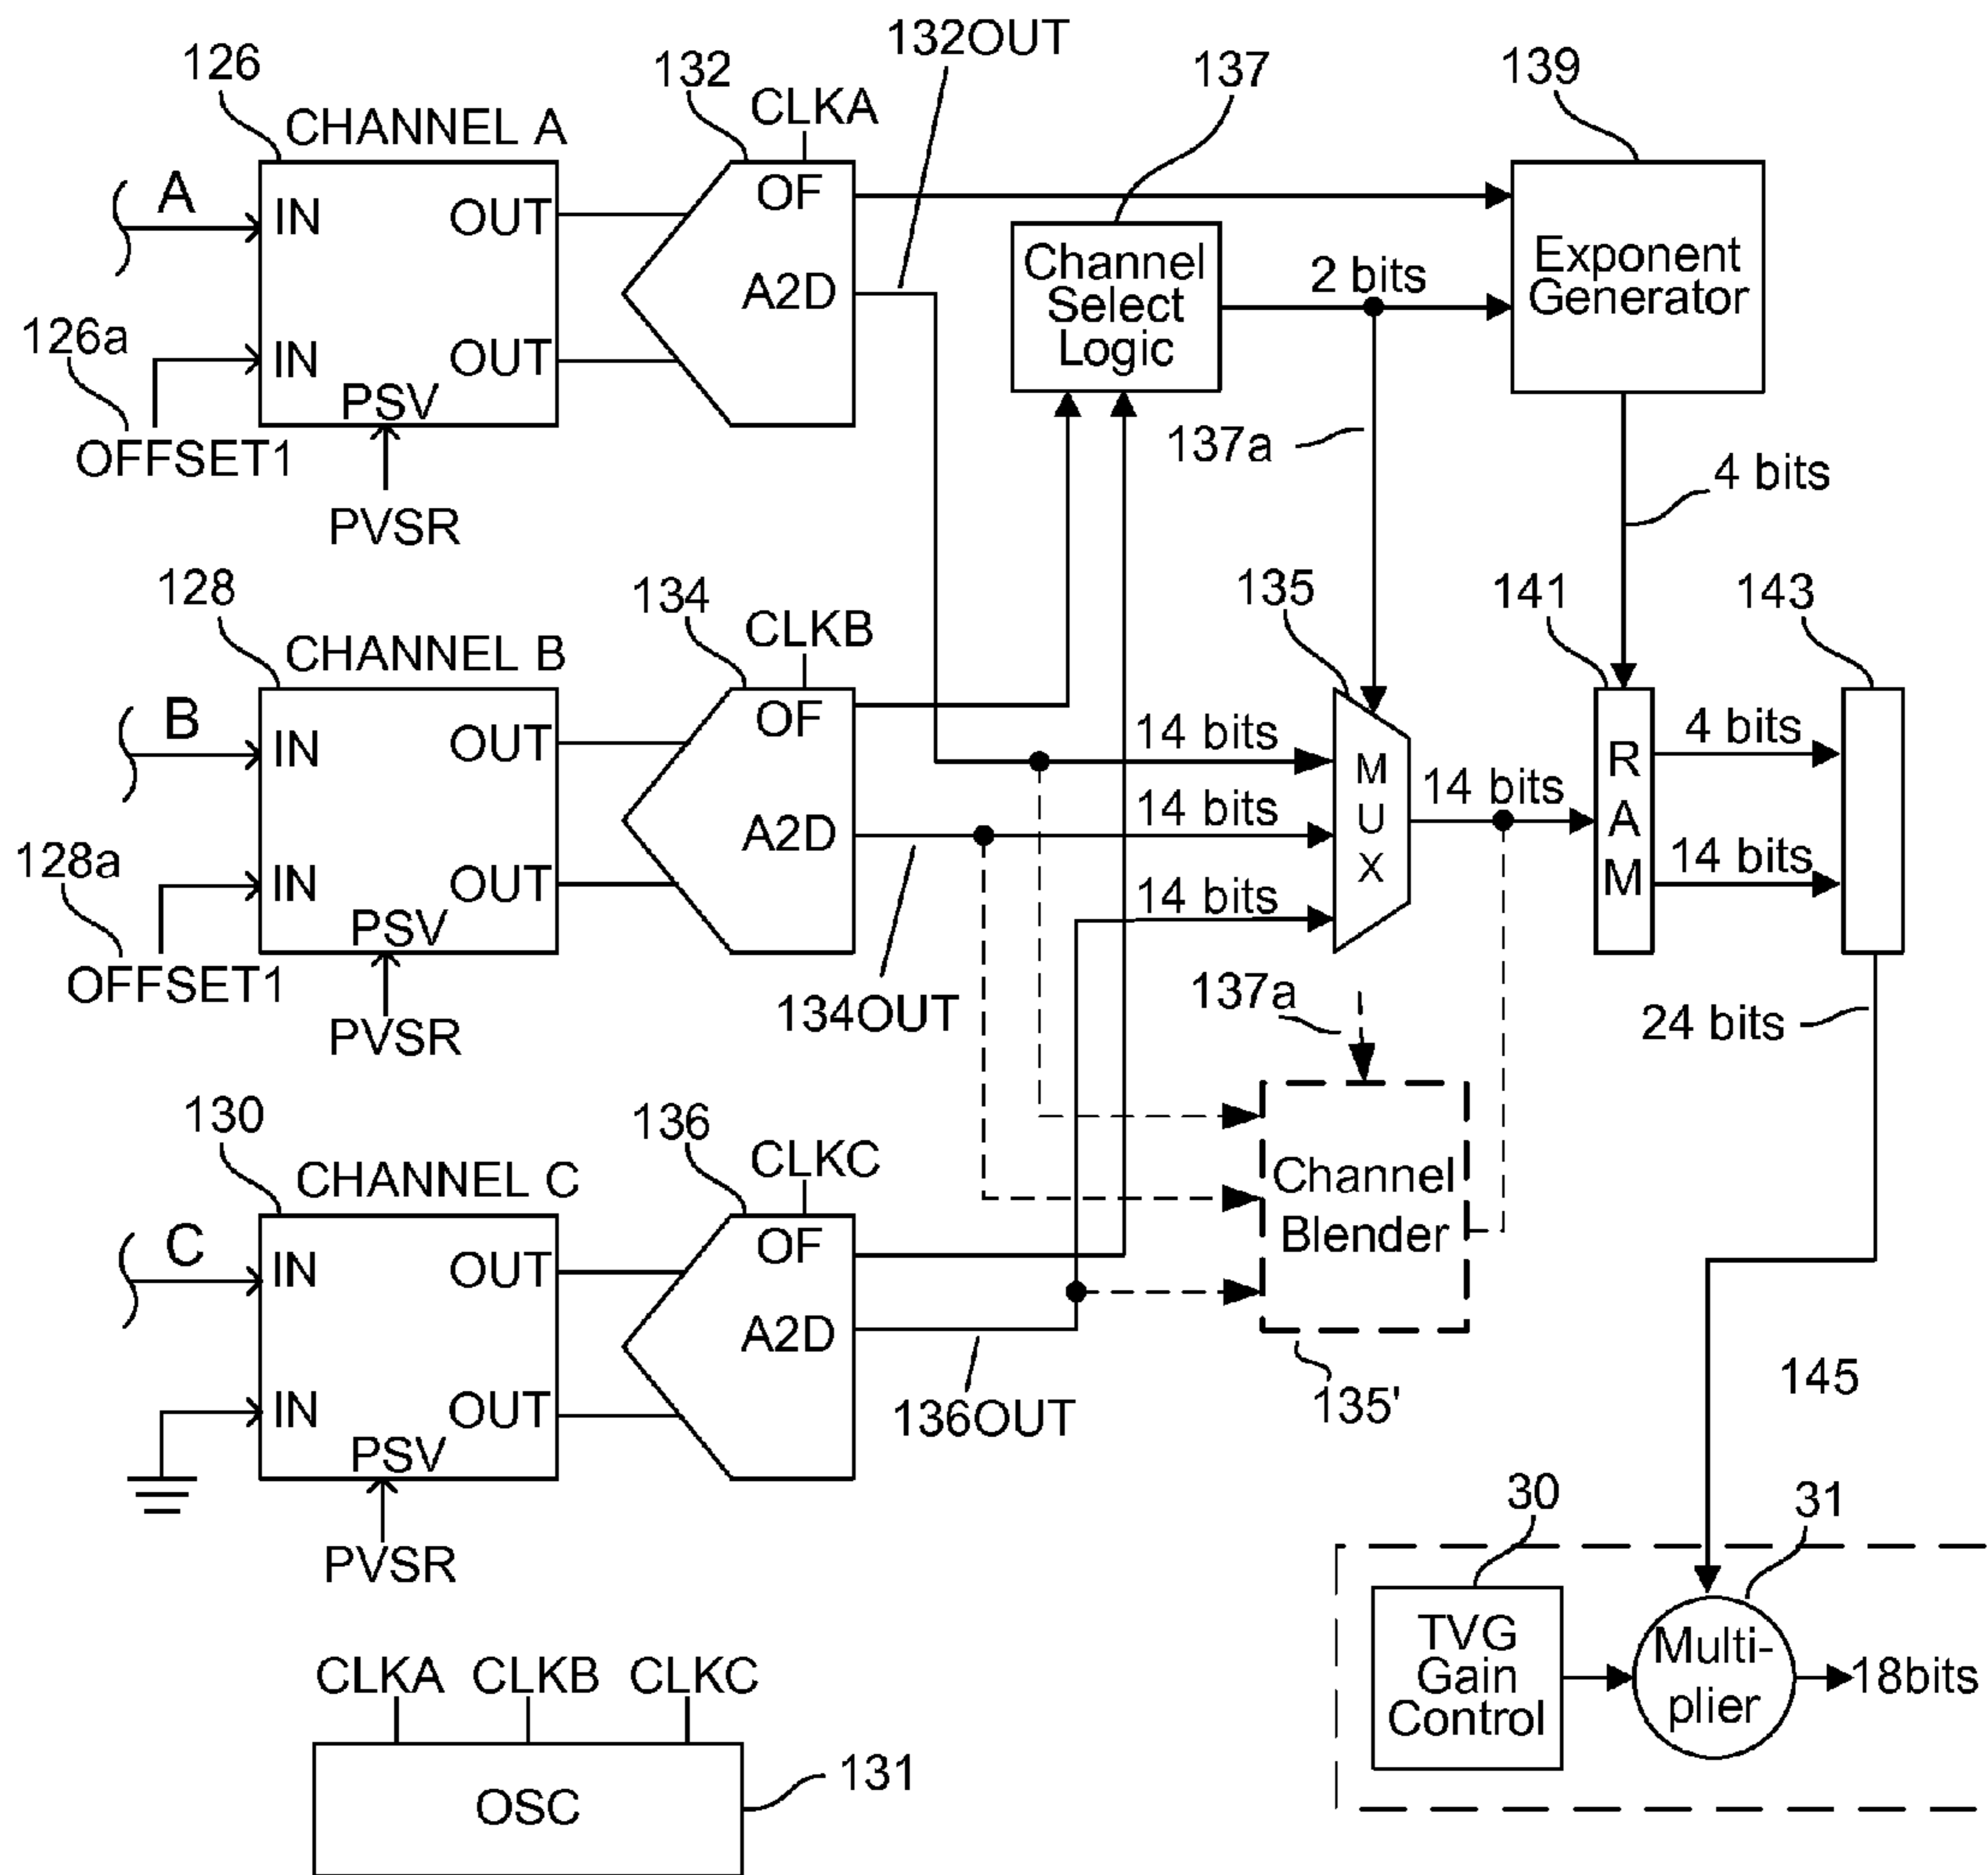 132OUT
126
132
137
139
CHANNEL A
CLKA
A
IN
OUT
OF
A2D
Channel
Select
Logic
2 bits
Exponent
Generator
126a
IN
OUT
PSV
OFFSET1
PVSR
137a
4 bits
128
134
135
141
143
CHANNEL B
CLKB
B
IN
OUT
OF
A2D
14 bits
14 bits
14 bits
M
U
X
14 bits
R
A
M
4 bits
14 bits
128a
IN
OUT
PSV
OFFSET1
PVSR
134OUT
137a
24 bits
130
136
CHANNEL C
CLKC
C
IN
OUT
OF
A2D
Channel
Blender
IN
OUT
PSV
136OUT
135'
145
PVSR
30
31
TVG
Gain
Control
Multi-
plier
18bits
CLKA CLKB CLKC
OSC
131